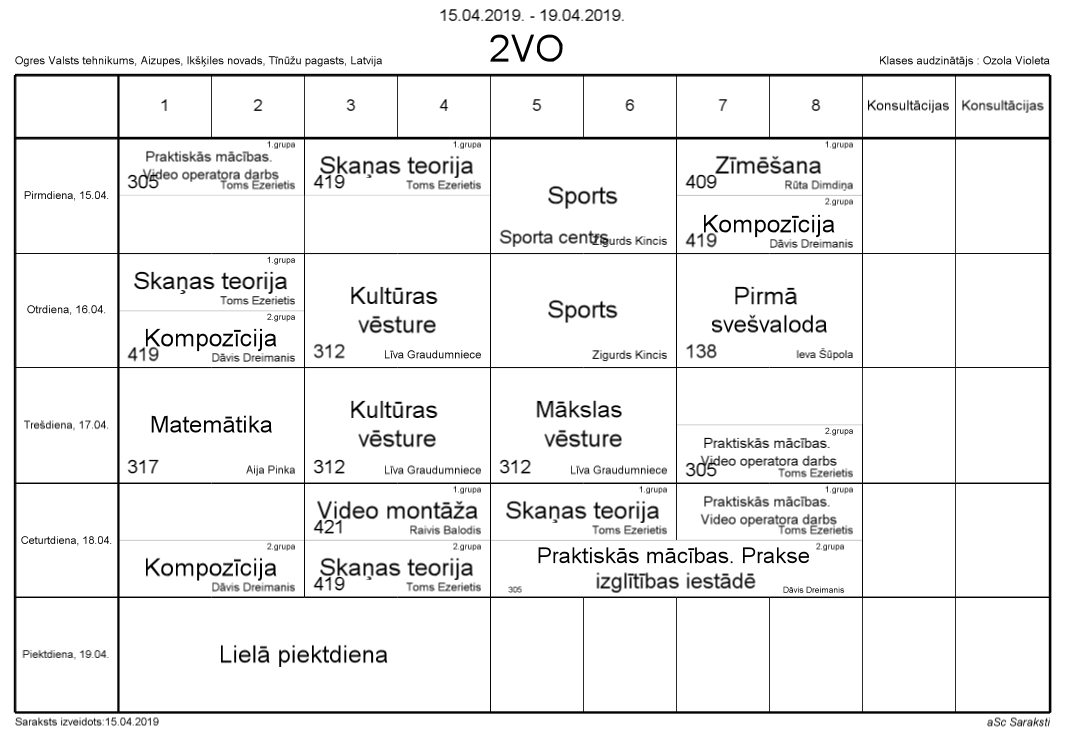 15.04.2019. - 19.04.2019.
2VO
Ogres Valsts tehnikums, Aizupes, Ikšķiles novads, Tīnūžu pagasts, Latvija
Klases audzinātājs : Ozola Violeta
1 2 3 4 5 6 7 8 Konsultācijas Konsultācijas
Pirmdiena, 15.04.
1.grupa
Praktiskās mācības.
Video operatora darbs
305 Toms Ezerietis
1.grupa
Skaņas teorija
419 Toms Ezerietis
Sports
Sporta centrs Zigurds Kincis
1.grupa
Zīmēšana
409 Rūta Dimdiņa
2.grupa
Kompozīcija
419 Dāvis Dreimanis
Otrdiena, 16.04.
1.grupa
Skaņas teorija
Toms Ezerietis
2.grupa
Kompozīcija
419 Dāvis Dreimanis
Kultūras
vēsture
312 Līva Graudumniece
Sports
Zigurds Kincis
Pirmā
svešvaloda
138 Ieva Šūpola
Trešdiena, 17.04.
Matemātika
317 Aija Pinka
Kultūras
vēsture
312 Līva Graudumniece
Mākslas
vēsture
312 Līva Graudumniece
2.grupa
Praktiskās mācības.
Video operatora darbs
305 Toms Ezerietis
Ceturtdiena, 18.04.
2.grupa
Kompozīcija
Dāvis Dreimanis
1.grupa
Video montāža
421 Raivis Balodis
2.grupa
Skaņas teorija
419 Toms Ezerietis
1.grupa
Skaņas teorija
Toms Ezerietis
1.grupa
Praktiskās mācības.
Video operatora darbs
Toms Ezerietis
2.grupa
Praktiskās mācības. Prakse
izglītības iestādē
305 Dāvis Dreimanis
Piektdiena, 19.04.
Lielā piektdiena
Saraksts izveidots:15.04.2019
aSc Saraksti